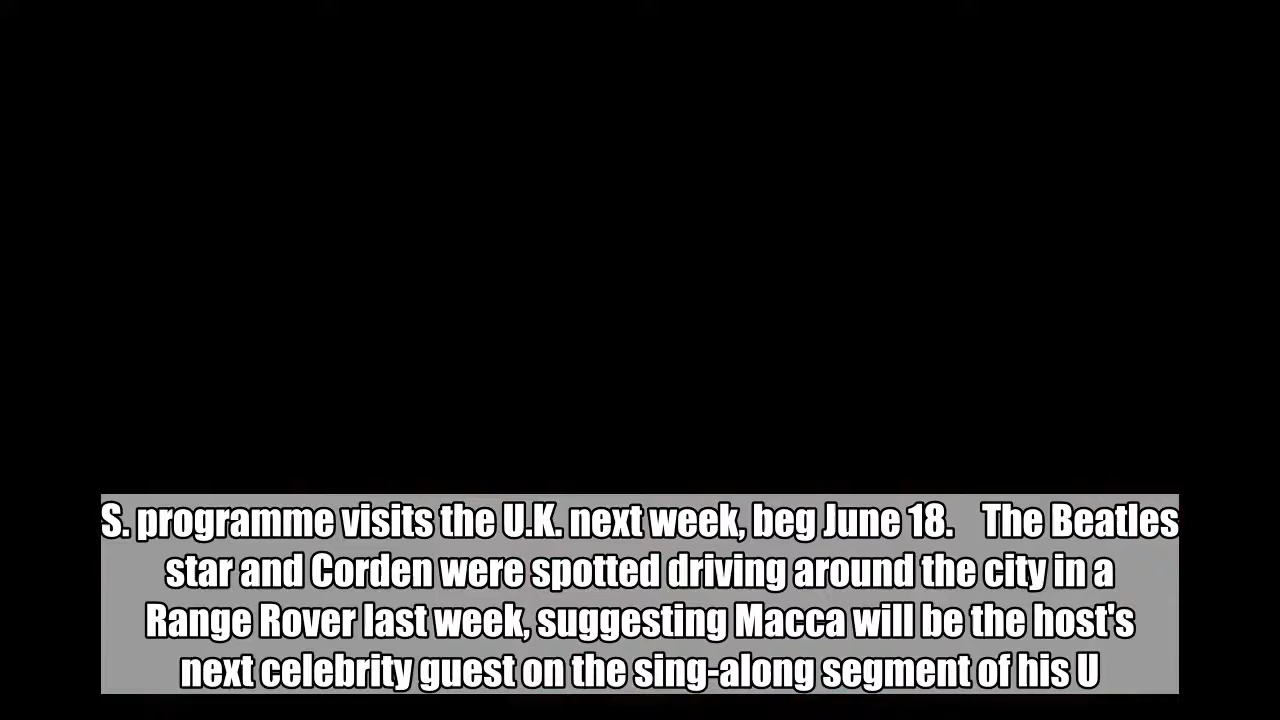 S. programme visits the U.K. next week, beg June 18.    The Beatles
star and Corden were spotted driving around the city in a
Range Rover last week, suggesting Macca will be the host's
next celebrity guest on the sing-along segment of his U